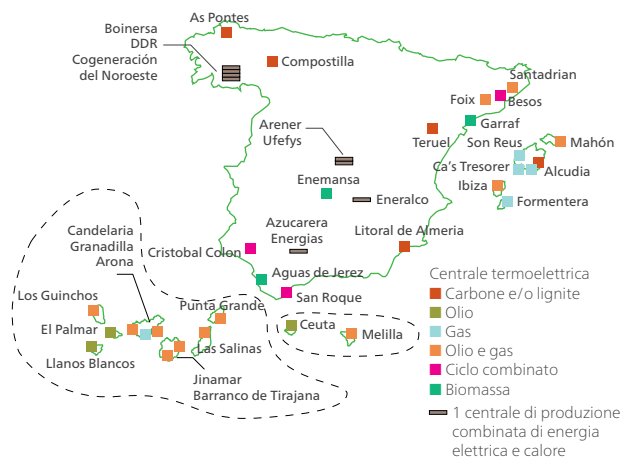 As Pontes
Boinersa
DDR
Cogeneración
del Noroeste
Compostilla
Santadrian
Foix
Besos
Garraf
Arener
Ufefys
Teruel
Son Reus
Mahón
Ca's Tresorer
Alcudia
Ibiza
Formentera
Enemansa
Eneralco
Candelaria
Granadilla
Arona
Azucarera
Energias
Cristobal Colon
Litoral de Almeria
Aguas de Jerez
San Roque
Los Guinchos
Punta Grande
El Palmar
Las Salinas
Llanos Blancos
Jinamar
Barranco de Tirajana
Ceuta
Melilla
Centrale termoelettrica
Carbone e/o lignite
Olio
Gas
Olio e gas
Ciclo combinato
Biomassa
1 centrale di produzione
combinata di energia
elettrica e calore